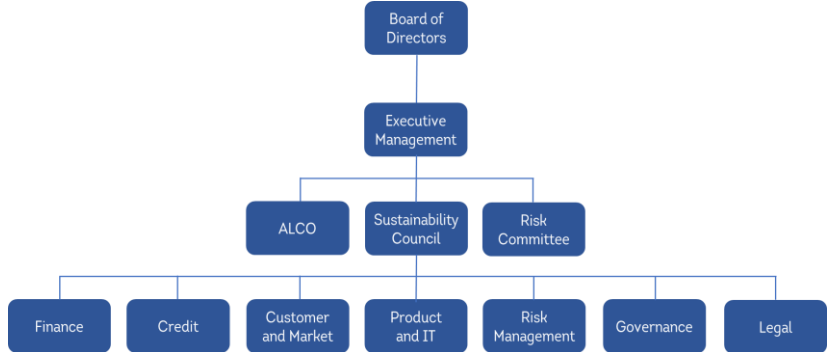 Board of
Directors
Executive
Management
ALCO
Sustainability
Council
Risk
Committee
Finance
Credit
Customer
and Market
Product
and IT
Risk
Management
Governance
Legal